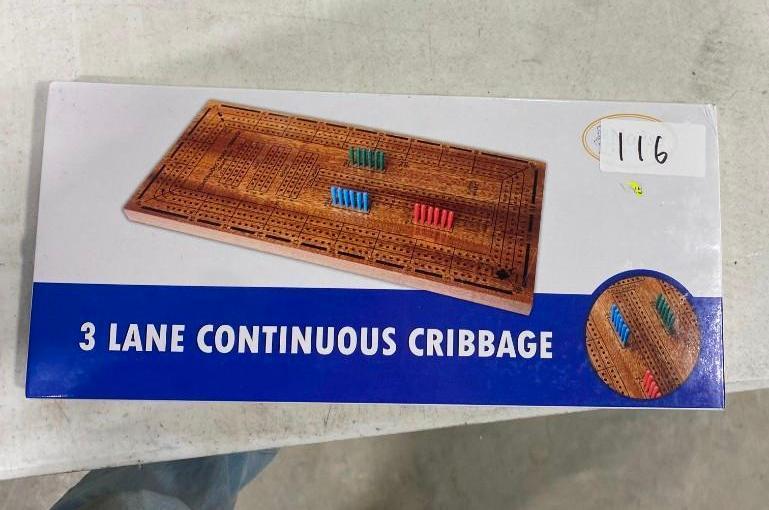 116
3 LANE CONTINUOUS CRIBBAGE